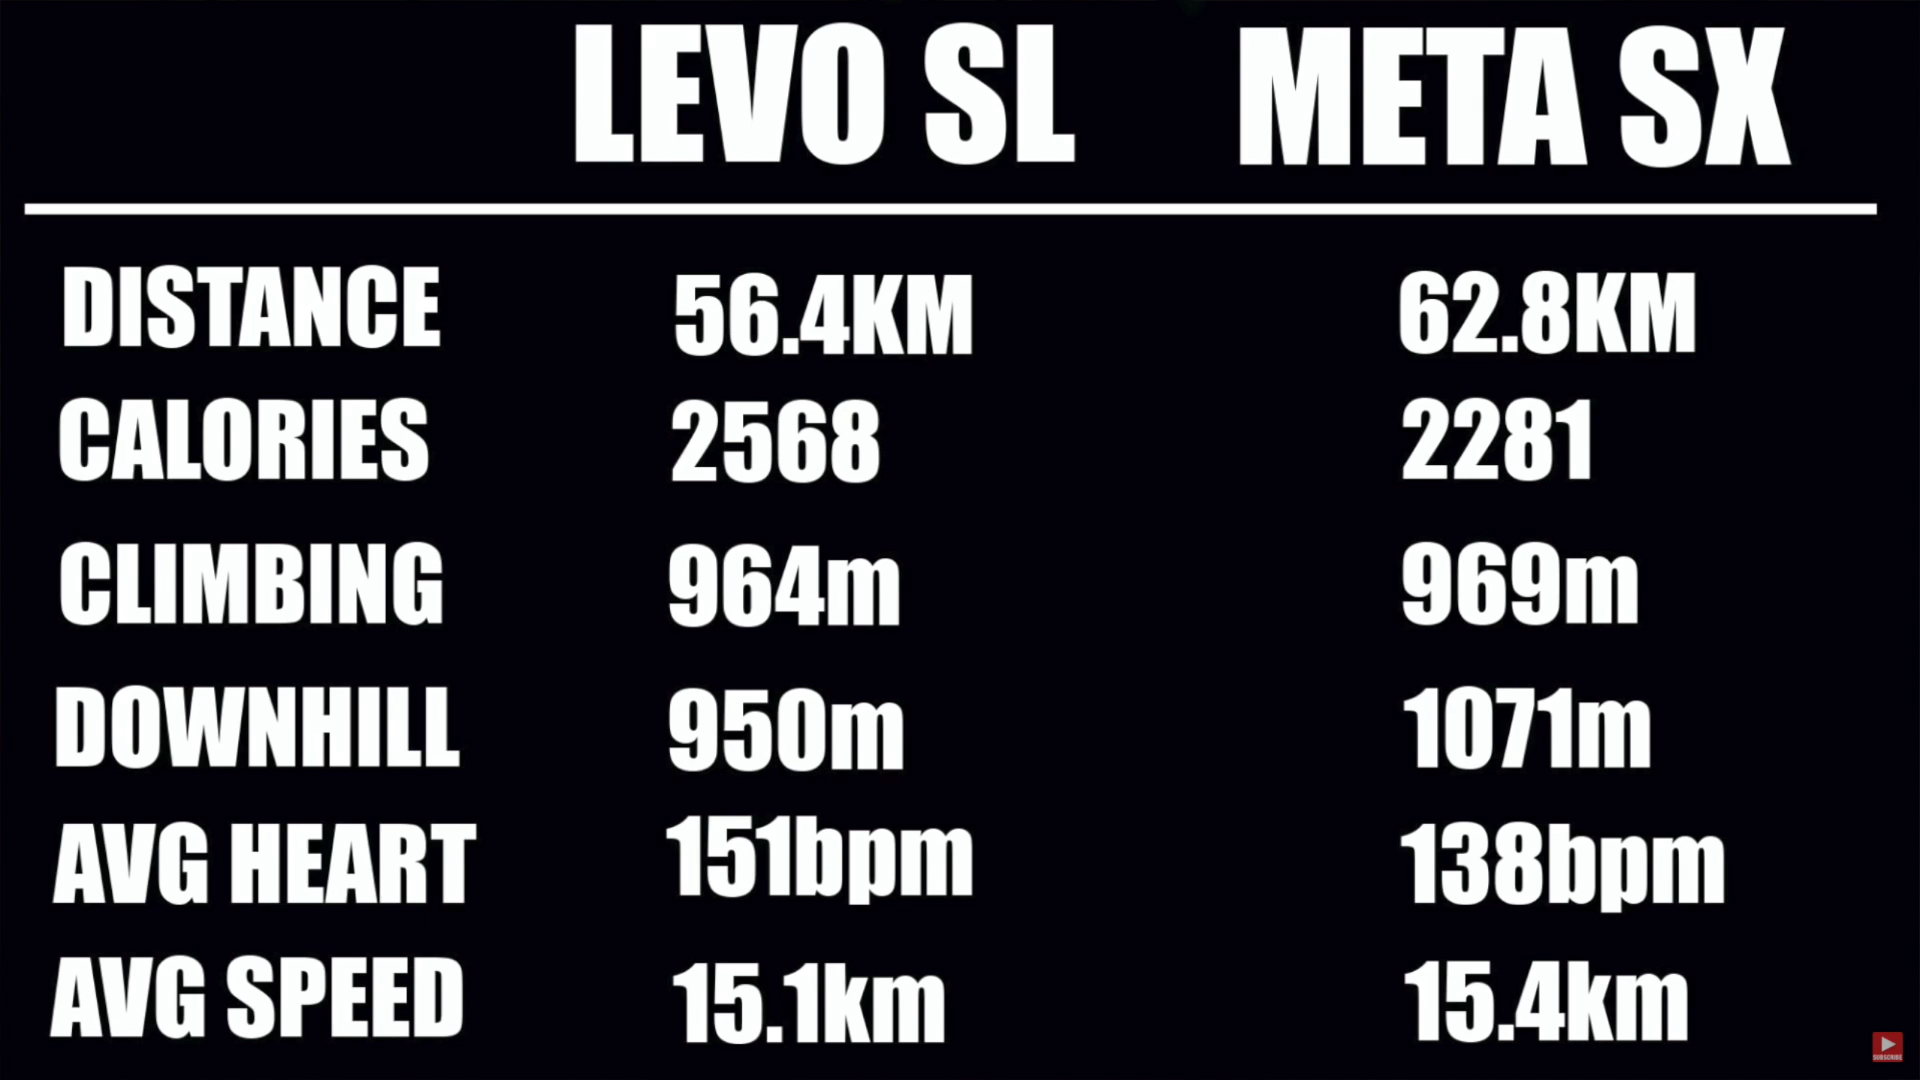 LEVO SL META SX
DISTANCE 56.4KM 62.8KM
CALORIES 2568 2281
CLIMBING 964m 969m
DOWNHILL 950m 1071m
AVG HEART 151bpm 138bpm
AVG SPEED 15.1km 15.4km
SUBSCRIBE